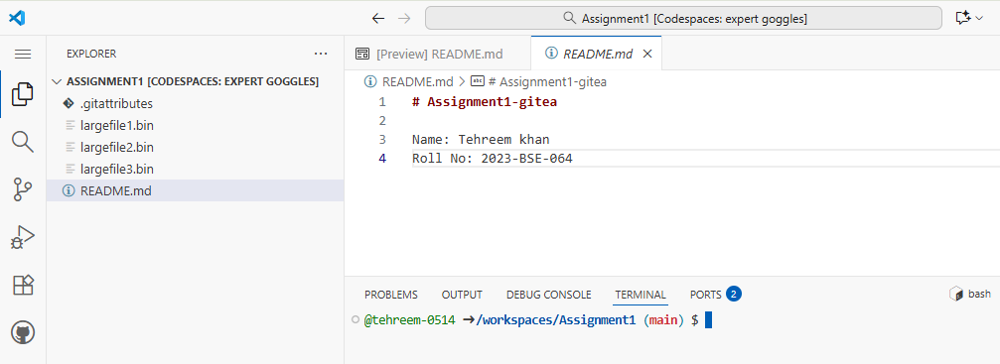 Assignment1 [Codespaces: expert goggles]
EXPLORER
ASSIGNMENT1 [CODESPACES: EXPERT GOGGLES]
.gitattributes
largefile1.bin
largefile2.bin
largefile3.bin
README.md
[Preview] README.md
README.md
README.md > # Assignment1-gitea
1 # Assignment1-gitea
2
3 Name: Tehreem khan
4 Roll No: 2023-BSE-064
PROBLEMS OUTPUT DEBUG CONSOLE TERMINAL PORTS 2
bash
@tehreem-0514 ➜/workspaces/Assignment1 (main) $